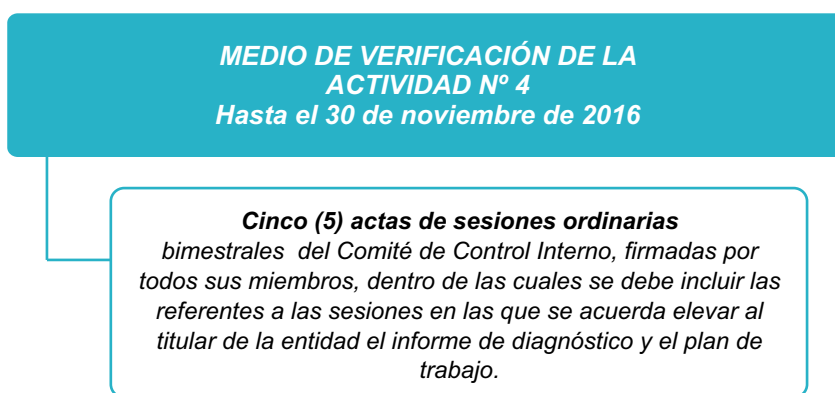 MEDIO DE VERIFICACIÓN DE LA
ACTIVIDAD Nº 4
Hasta el 30 de noviembre de 2016
Cinco (5) actas de sesiones ordinarias
bimestrales del Comité de Control Interno, firmadas por
todos sus miembros, dentro de las cuales se debe incluir las
referentes a las sesiones en las que se acuerda elevar al
titular de la entidad el informe de diagnóstico y el plan de
trabajo.